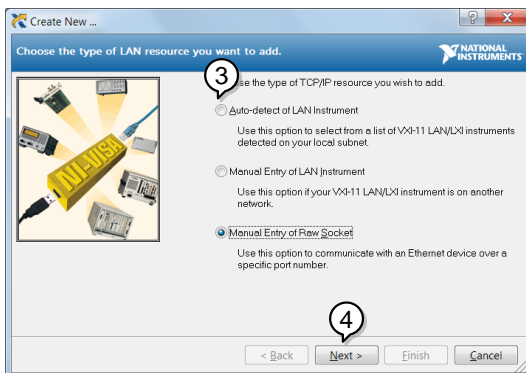 Create New ...
Choose the type of LAN resource you want to add.
NATIONAL
INSTRUMENTS
3
se the type of TCP/IP resource you wish to add.
Auto-detect of LAN Instrument
Use this option to select from a list of VXI-11 LAN/LXI instruments
detected on your local subnet.
NI-VISA
Manual Entry of LAN Instrument
Use this option if your VXI-11 LAN/LXI instrument is on another
network.
Manual Entry of Raw Socket
Use this option to communicate with an Ethernet device over a
specific port number.
4
< Back
Next >
Finish
Cancel